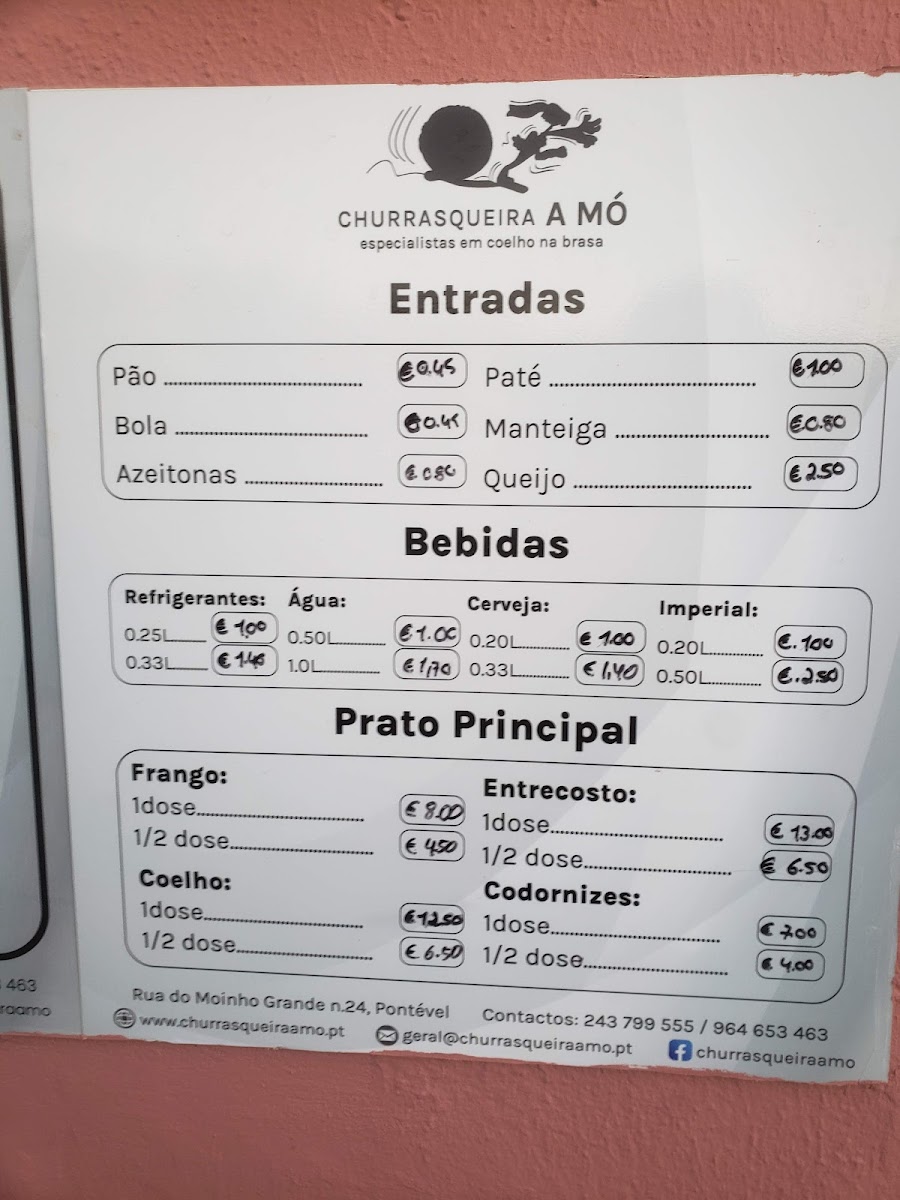 CHURRASQUEIRA A MÓ
especialistas em coelho na brasa
Entradas
Pão ........ €0.45 Paté ........ €1.00
Bola ........ €0.45 Manteiga ........ €0.80
Azeitonas ........ €0.80 Queijo ........ €2.50
Bebidas
Refrigerantes: Água: Cerveja: Imperial:
0.25L........ €1,00 0.50L........ €1.00 0.20L........ €1.00 0.20L........ €.100
0.33L........ € 1.40 1.0L........ €1,70 0.33L........ €1,40 0.50L........ €.2.50
Prato Principal
Frango: Entrecosto:
1dose........ € 8.00 1dose........ € 13.00
1/2 dose........ € 4.50 1/2 dose........ € 6.50
Coelho: Codornizes:
1dose........ €12.50 1dose........ € 7.00
1/2 dose........ € 6.50 1/2 dose........ € 4.00
Rua do Moinho Grande n.24, Pontével Contactos: 243 799 555 / 964 653 463
www.churrasqueiraamo.pt geral@churrasqueiraamo.pt churrasqueiraamo
463
raamo